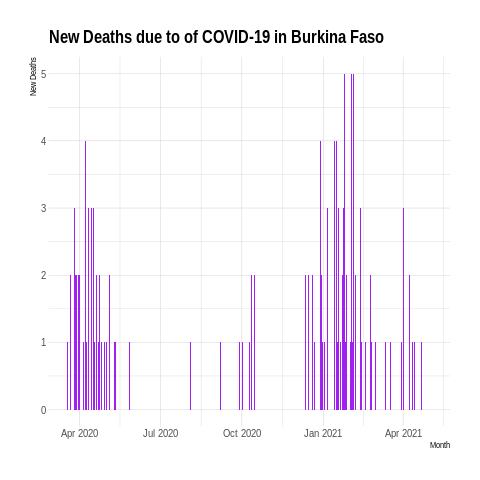 New Deaths due to of COVID-19 in Burkina Faso
New Deaths
5
4
3
2
1
0
Apr 2020 Jul 2020 Oct 2020 Jan 2021 Apr 2021
Month